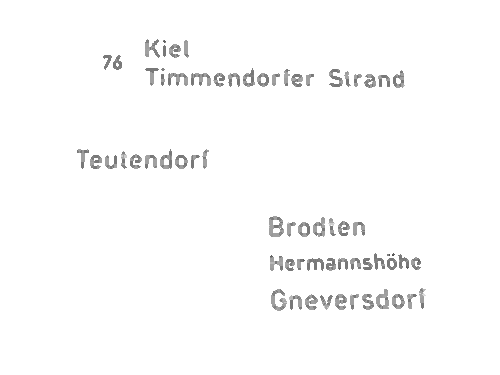 Kiel
76
Timmendorfer Strand
Teutendorf
Brodten
Hermannshöhe
Gneversdorf